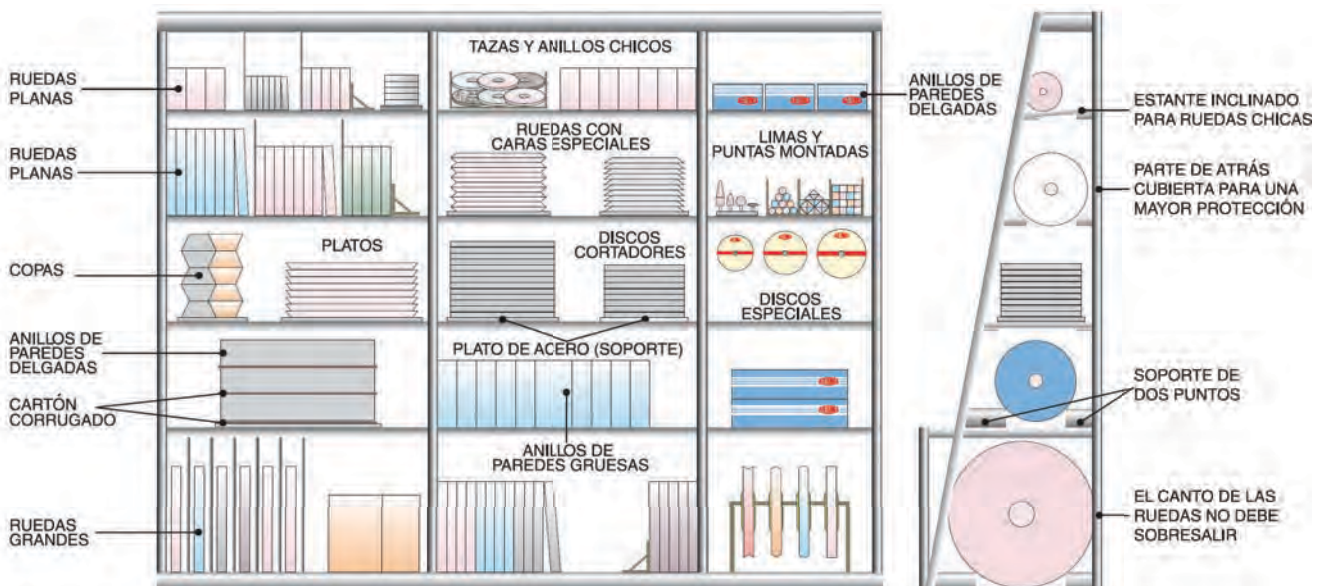 RUEDAS
PLANAS
RUEDAS
PLANAS
COPAS
ANILLOS DE
PAREDES
DELGADAS
CARTÓN
CORRUGADO
RUEDAS
GRANDES
PLATOS
TAZAS Y ANILLOS CHICOS
RUEDAS CON
CARAS ESPECIALES
DISCOS
CORTADORES
PLATO DE ACERO (SOPORTE)
ANILLOS DE
PAREDES GRUESAS
LIMAS Y
PUNTAS MONTADAS
DISCOS
ESPECIALES
ANILLOS DE
PAREDES
DELGADAS
ESTANTE INCLINADO
PARA RUEDAS CHICAS
PARTE DE ATRÁS
CUBIERTA PARA UNA
MAYOR PROTECCIÓN
SOPORTE DE
DOS PUNTOS
EL CANTO DE LAS
RUEDAS NO DEBE
SOBRESALIR